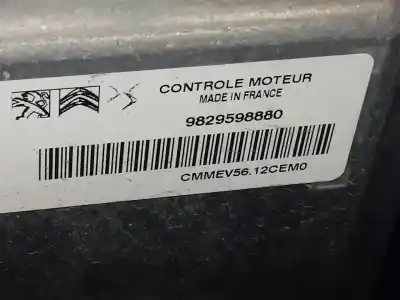 CONTROLE MOTEUR
MADE IN FRANCE
9829598880
CMMEV56.12CEM0